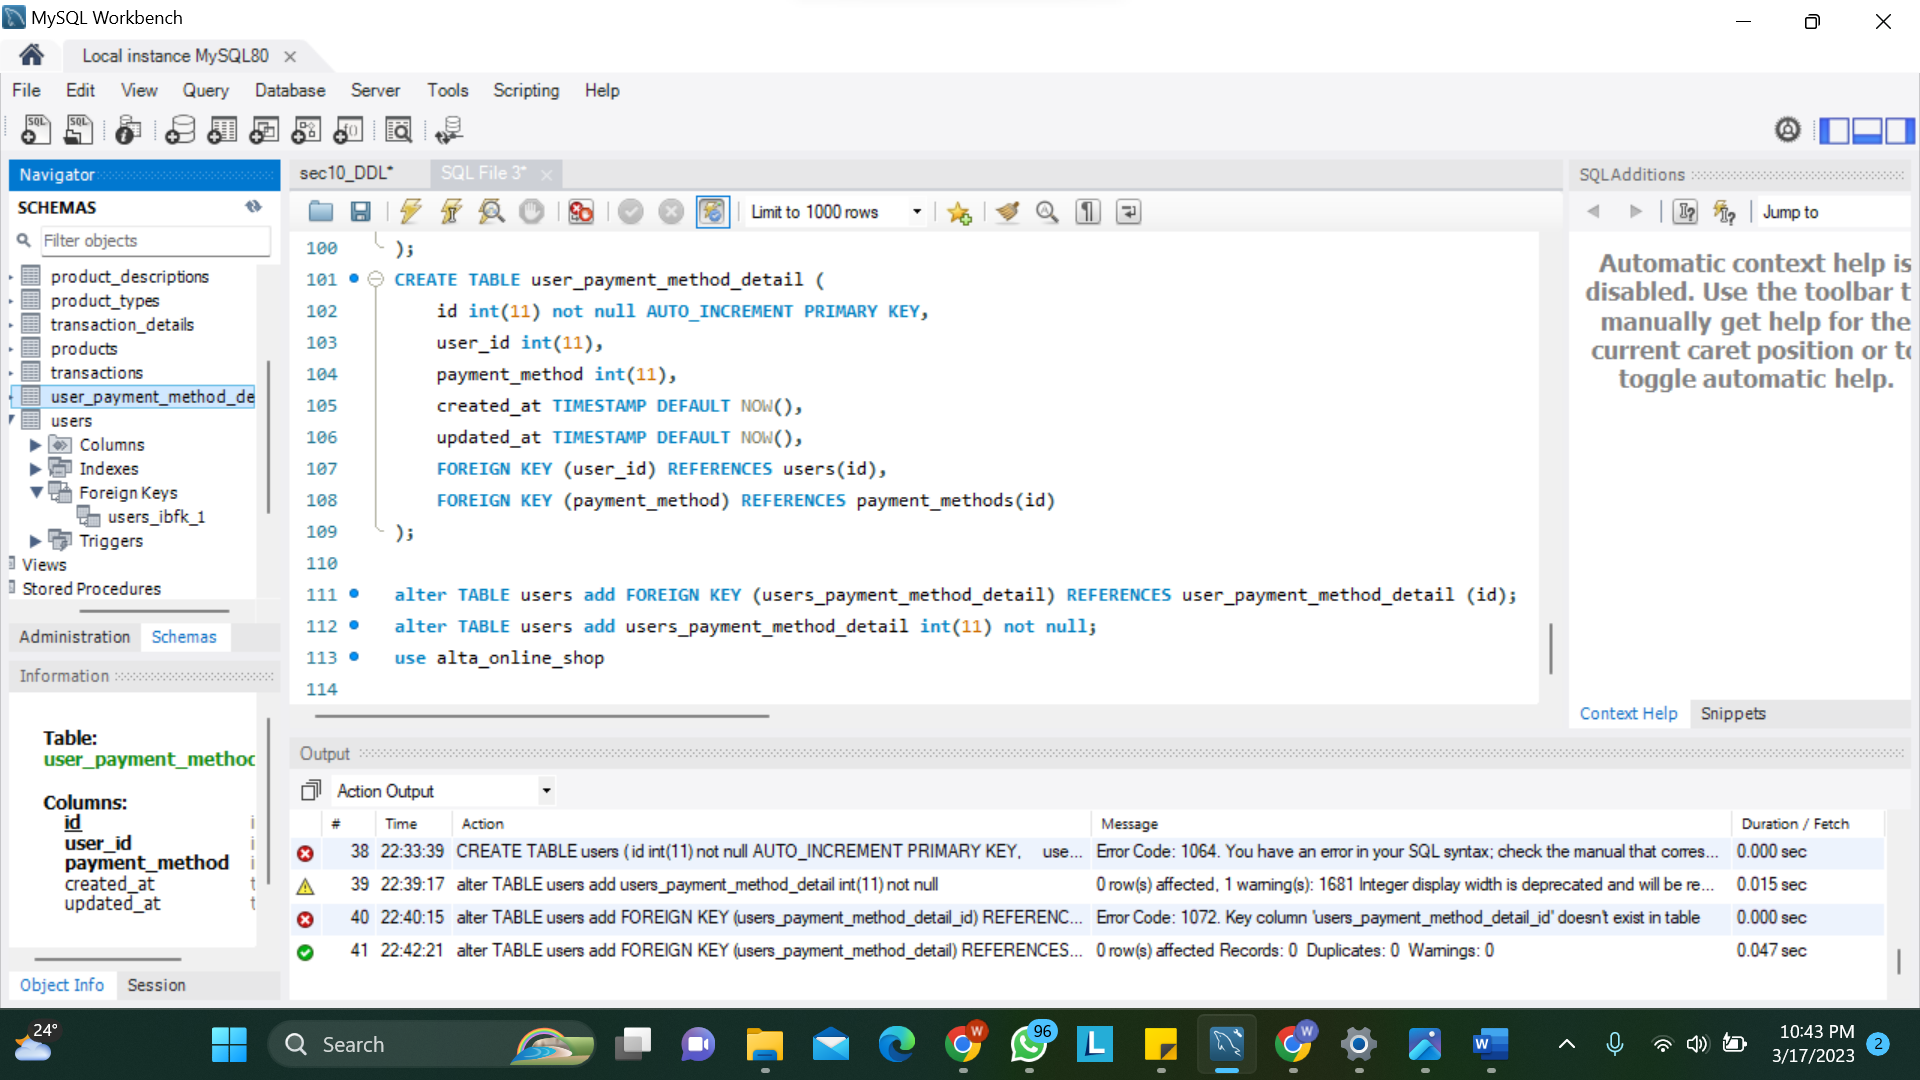 MySQL Workbench
Local instance MySQL80
File Edit View Query Database Server Tools Scripting Help
Navigator
SCHEMAS
Filter objects
product_descriptions
product_types
transaction_details
products
transactions
user_payment_method_de
users
Columns
Indexes
Foreign Keys
users_ibfk_1
Triggers
Views
Stored Procedures
Administration Schemas
Information
Table:
user_payment_method
Columns:
id
user_id
payment_method
created_at
updated_at
Object Info Session
sec10_DDL* SQL File 3*
Limit to 1000 rows
100 );
101 CREATE TABLE user_payment_method_detail (
102 id int(11) not null AUTO_INCREMENT PRIMARY KEY,
103 user_id int(11),
104 payment_method int(11),
105 created_at TIMESTAMP DEFAULT NOW(),
106 updated_at TIMESTAMP DEFAULT NOW(),
107 FOREIGN KEY (user_id) REFERENCES users(id),
108 FOREIGN KEY (payment_method) REFERENCES payment_methods(id)
109 );
110
111 alter TABLE users add FOREIGN KEY (users_payment_method_detail) REFERENCES user_payment_method_detail (id);
112 alter TABLE users add users_payment_method_detail int(11) not null;
113 use alta_online_shop
114
SQLAdditions
Jump to
Automatic context help is
disabled. Use the toolbar t
manually get help for the
current caret position or to
toggle automatic help.
Context Help Snippets
Output
Action Output
# Time Action Message Duration / Fetch
38 22:33:39 CREATE TABLE users ( id int(11) not null AUTO_INCREMENT PRIMARY KEY, use... Error Code: 1064. You have an error in your SQL syntax; check the manual that corres... 0.000 sec
39 22:39:17 alter TABLE users add users_payment_method_detail int(11) not null 0 row(s) affected, 1 warning(s): 1681 Integer display width is deprecated and will be re... 0.015 sec
40 22:40:15 alter TABLE users add FOREIGN KEY (users_payment_method_detail_id) REFERENC... Error Code: 1072. Key column 'users_payment_method_detail_id' doesn't exist in table 0.000 sec
41 22:42:21 alter TABLE users add FOREIGN KEY (users_payment_method_detail) REFERENCES... 0 row(s) affected Records: 0 Duplicates: 0 Warnings: 0 0.047 sec
24°
Search
96
10:43 PM
3/17/2023
2